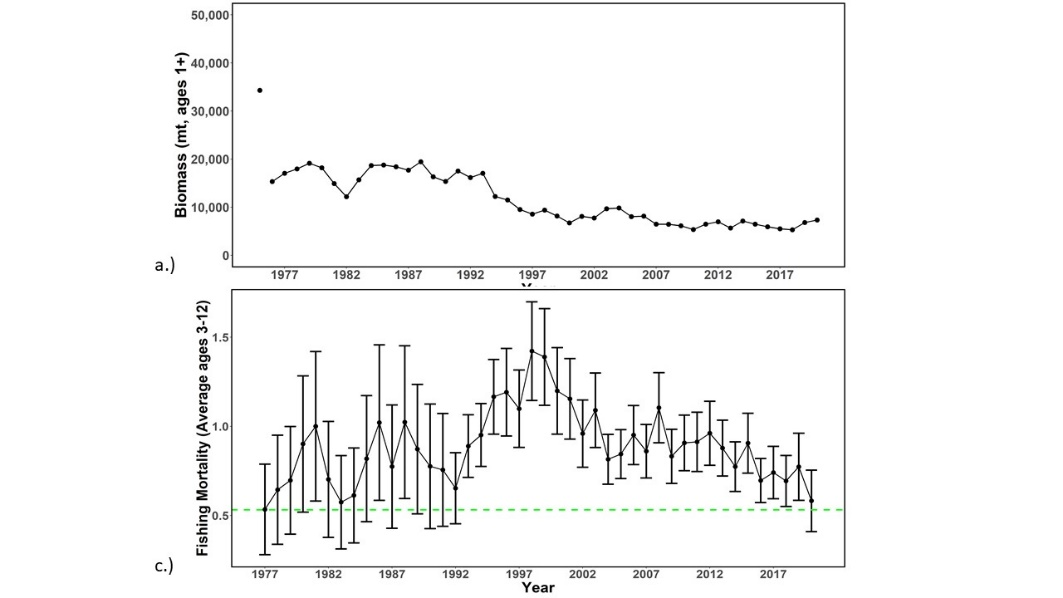 Biomass (mt, ages 1+)
50,000
40,000
30,000
20,000
10,000
0
a.)
1977 1982 1987 1992 1997 2002 2007 2012 2017
Fishing Mortality (Average ages 3-12)
1.5
1.0
0.5
c.)
1977 1982 1987 1992 1997 2002 2007 2012 2017
Year